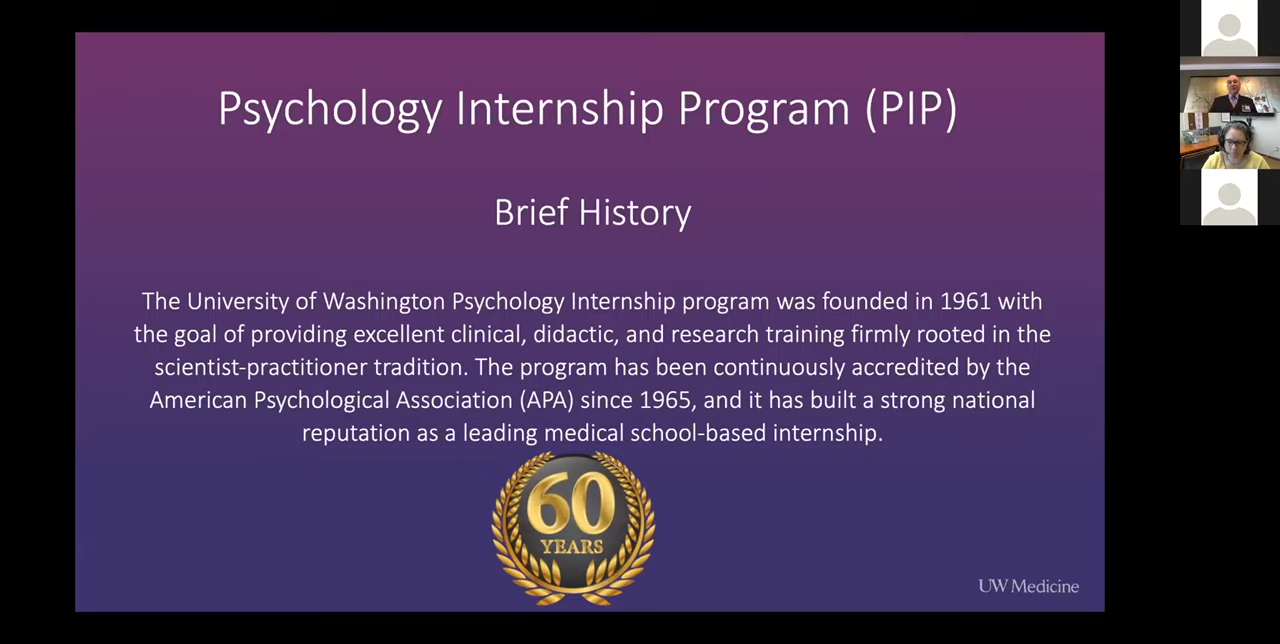 Psychology Internship Program (PIP)
Brief History
The University of Washington Psychology Internship program was founded in 1961 with
the goal of providing excellent clinical, didactic, and research training firmly rooted in the
scientist-practitioner tradition. The program has been continuously accredited by the
American Psychological Association (APA) since 1965, and it has built a strong national
reputation as a leading medical school-based internship.
60
YEARS
UW Medicine